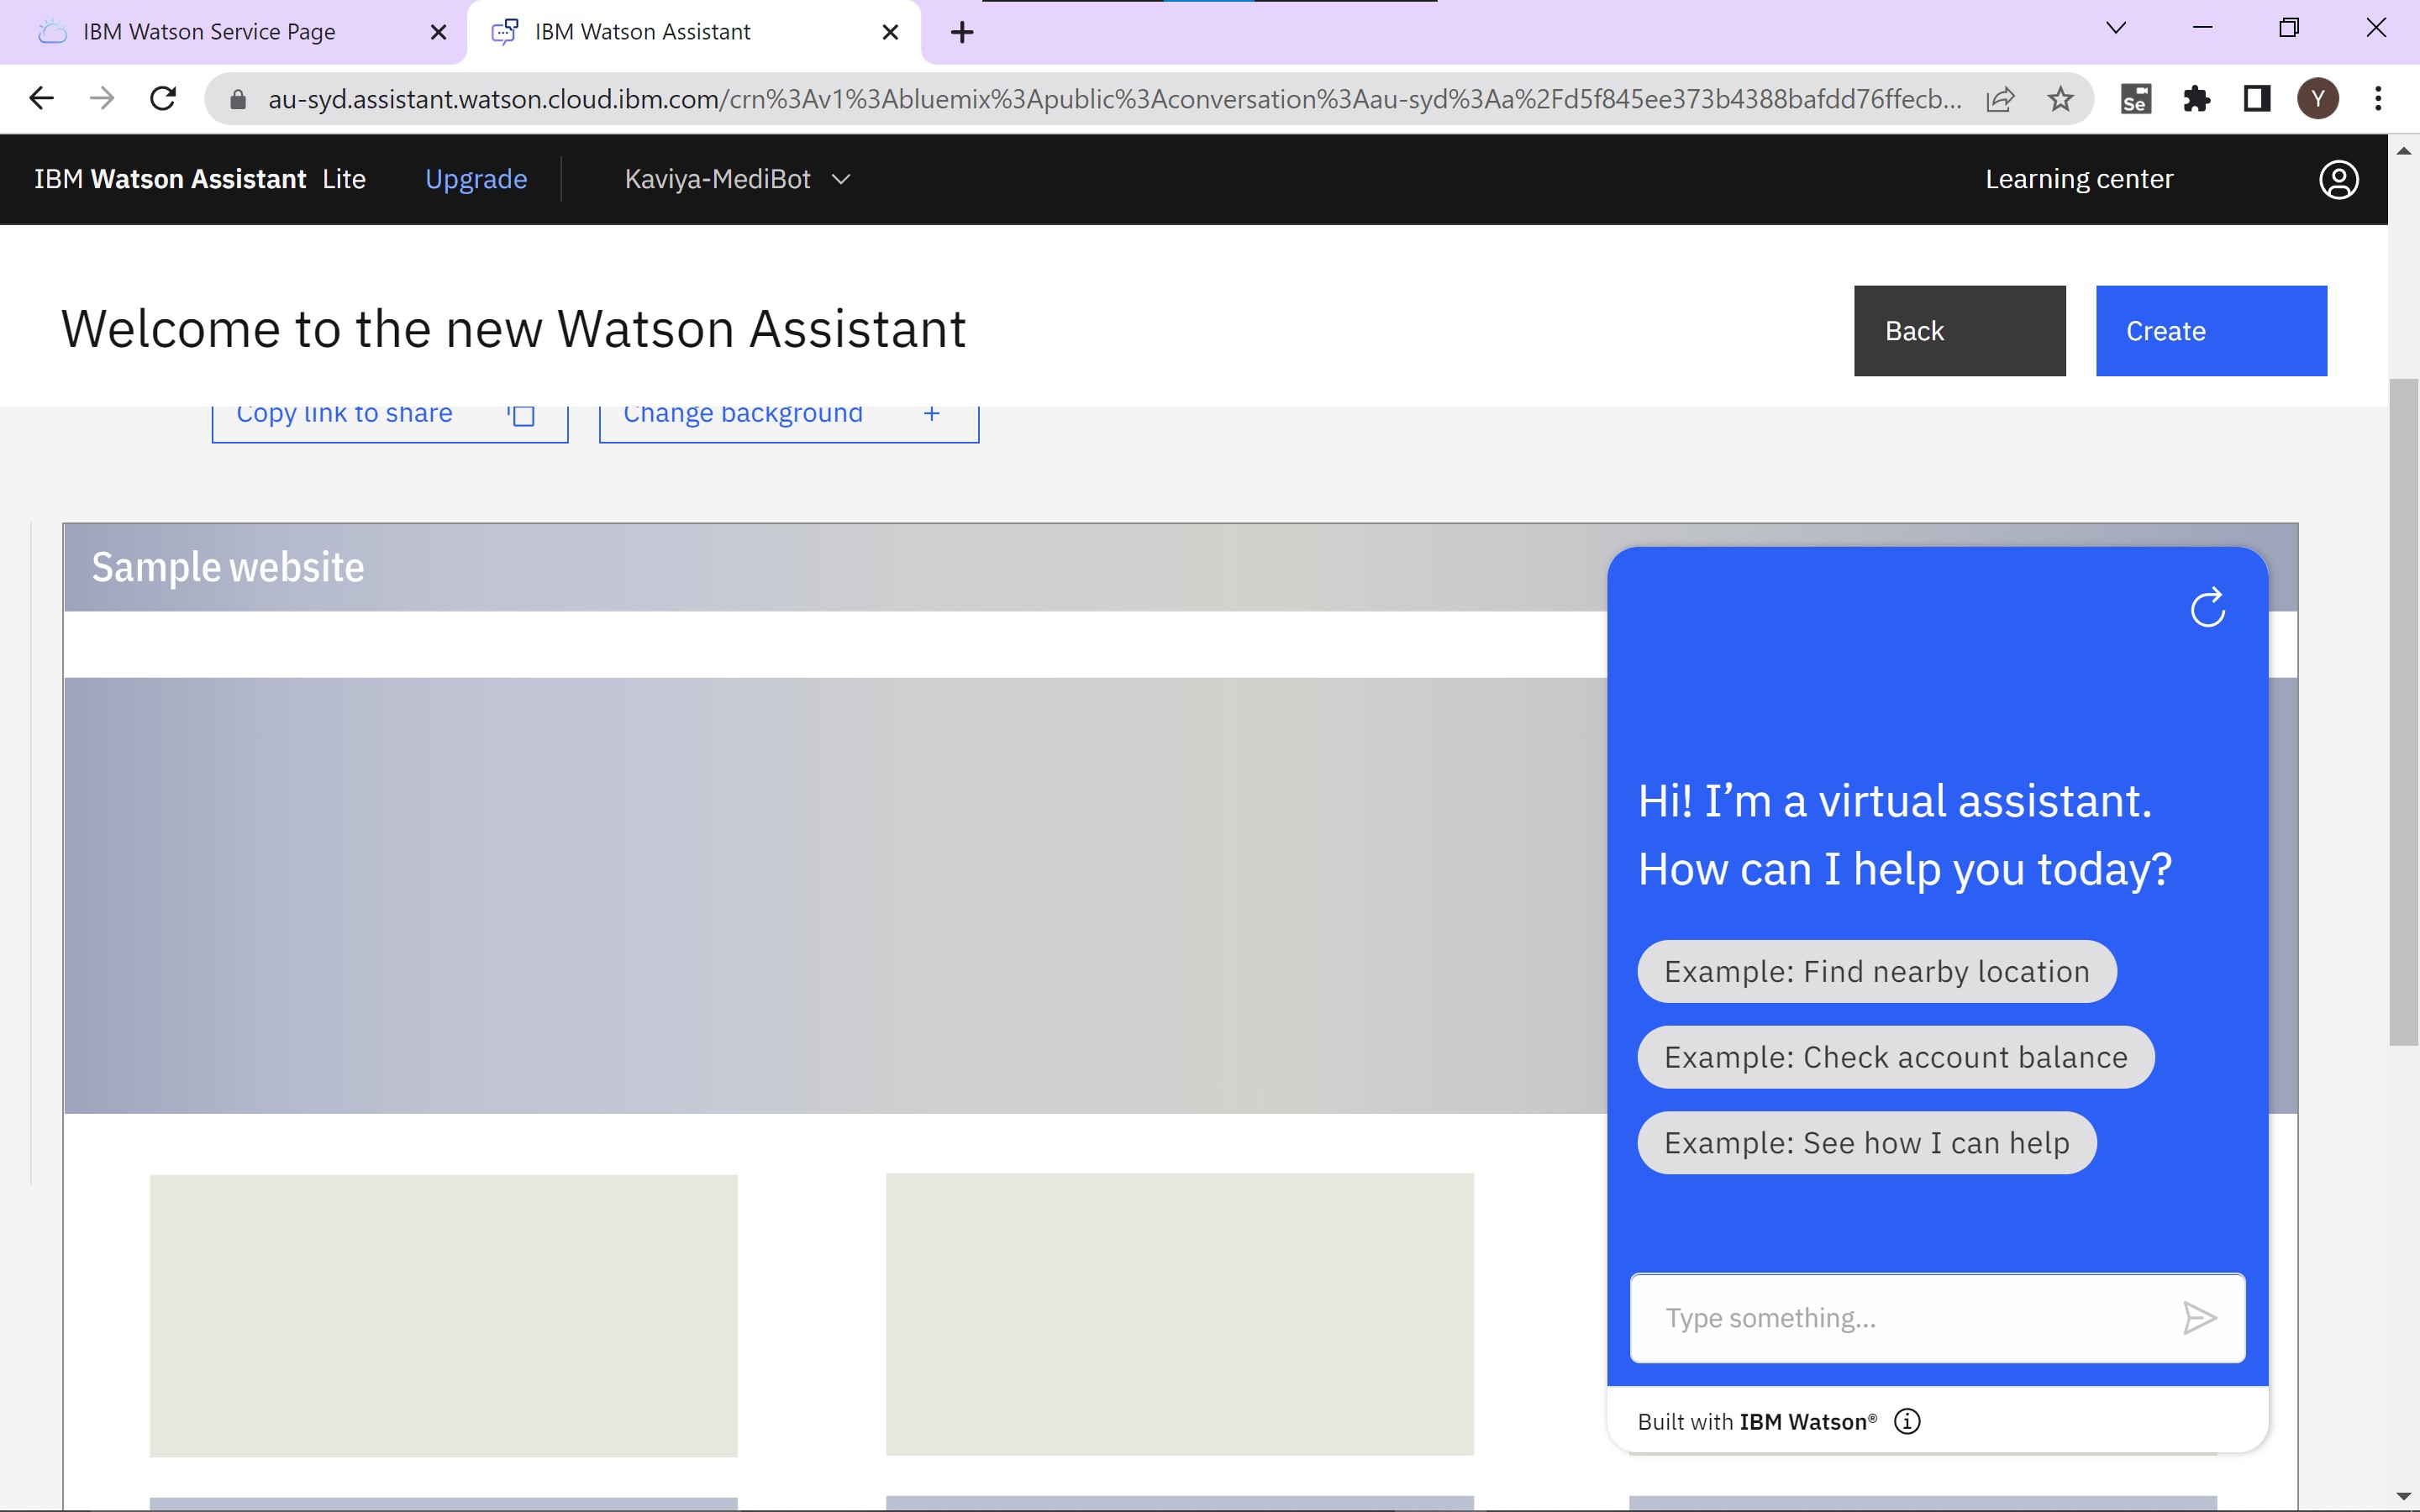 IBM Watson Service Page
IBM Watson Assistant
au-syd.assistant.watson.cloud.ibm.com/crn%3Av1%3Abluemix%3Apublic%3Aconversation%3Aau-syd%3Aa%2Fd5f845ee373b4388bafdd76ffecb...
Se
Y
IBM Watson Assistant Lite
Upgrade
Kaviya-MediBot
Learning center
Welcome to the new Watson Assistant
Back
Create
Copy link to share
Change background
Sample website
Hi! I’m a virtual assistant.
How can I help you today?
Example: Find nearby location
Example: Check account balance
Example: See how I can help
Type something...
Built with IBM Watson®